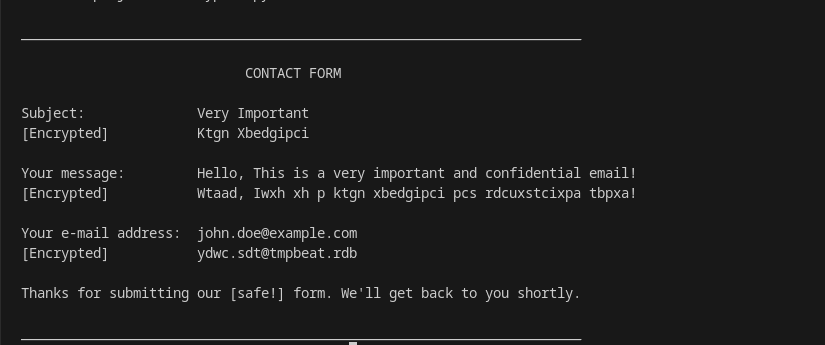 CONTACT FORM
Subject: Very Important
[Encrypted] Ktgn Xbedgipci
Your message: Hello, This is a very important and confidential email!
[Encrypted] Wtaad, Iwxh xh p ktgn xbedgipci pcs rdcuxstcixpa tbpxa!
Your e-mail address: john.doe@example.com
[Encrypted] ydwc.sdt@tmpbeat.rdb
Thanks for submitting our [safe!] form. We'll get back to you shortly.